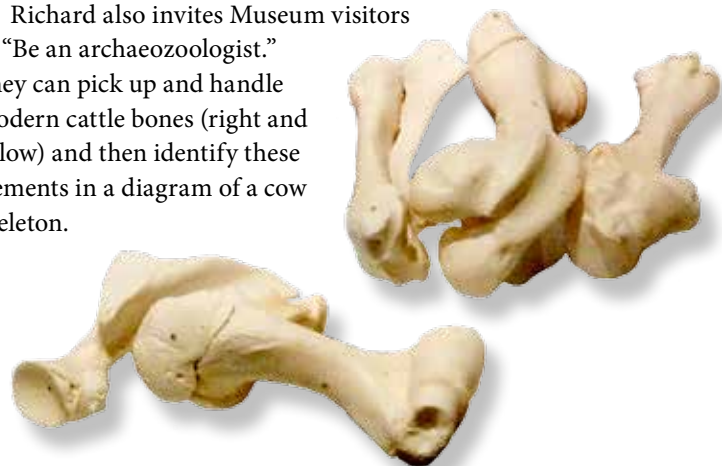 Richard also invites Museum visitors
“Be an archaeozoologist.”
ey can pick up and handle
odern cattle bones (right and
low) and then identify these
ements in a diagram of a cow
eleton.